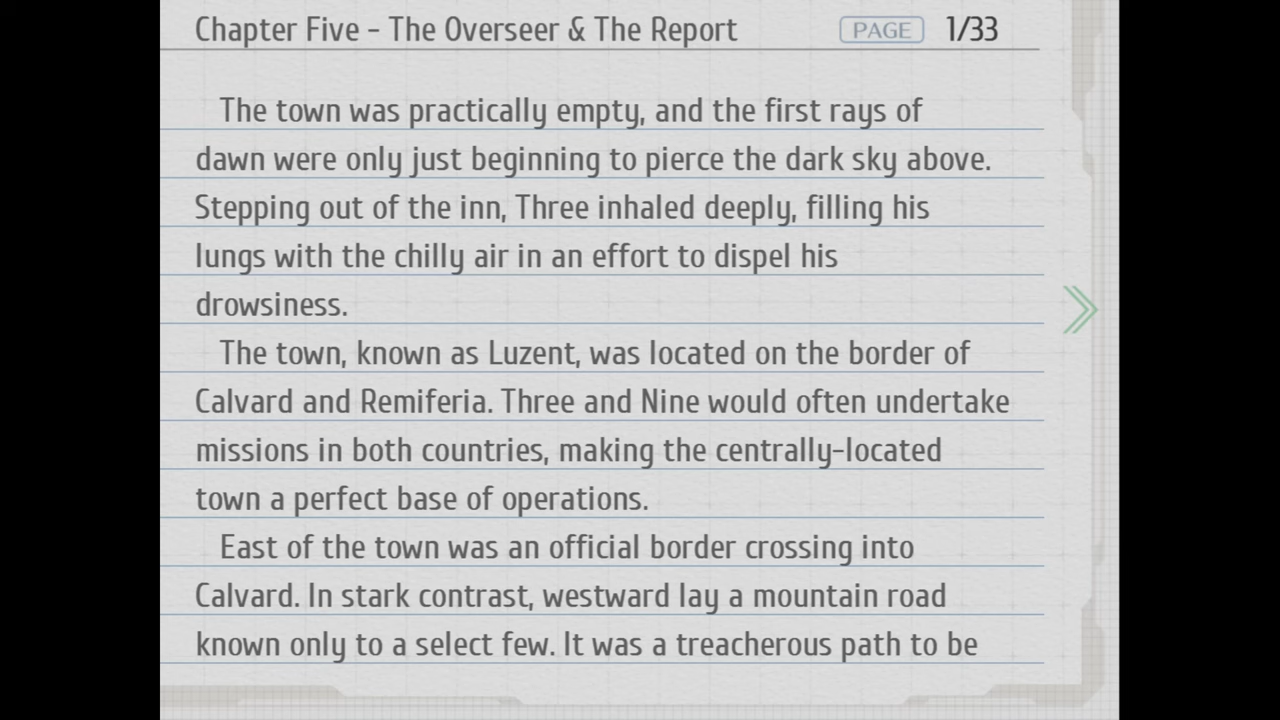 Chapter Five – The Overseer & The Report
PAGE 1/33
The town was practically empty, and the first rays of
dawn were only just beginning to pierce the dark sky above.
Stepping out of the inn, Three inhaled deeply, filling his
lungs with the chilly air in an effort to dispel his
drowsiness.
The town, known as Luzent, was located on the border of
Calvard and Remiferia. Three and Nine would often undertake
missions in both countries, making the centrally-located
town a perfect base of operations.
East of the town was an official border crossing into
Calvard. In stark contrast, westward lay a mountain road
known only to a select few. It was a treacherous path to be